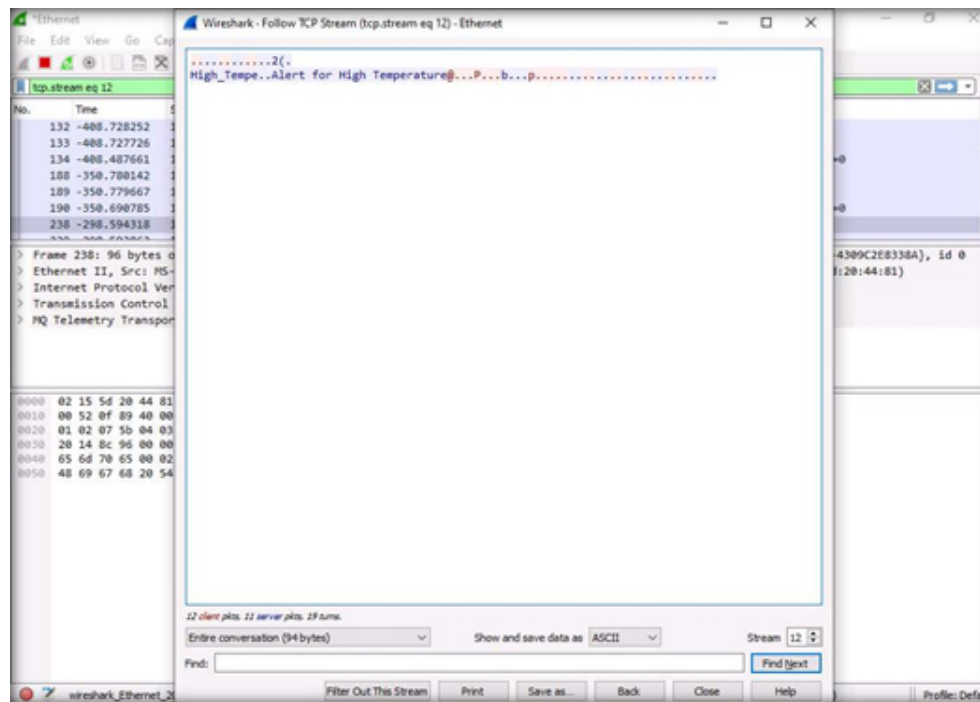 *Ethernet
File Edit View Go Cap
tcp.stream eq 12
No. Time
132 -408.728252
133 -408.727726
134 -408.487661
188 -350.780142
189 -350.779667
190 -350.690785
238 -298.594318
Frame 238: 96 bytes o
Ethernet II, Src: MS-
Internet Protocol Ver
Transmission Control
MQ Telemetry Transpor
0000 02 15 5d 20 44 81
0010 00 52 0f 89 40 00
0020 01 02 07 5b 04 03
0030 20 14 8c 96 00 00
0040 65 6d 70 65 00 02
0050 48 69 67 68 20 54
Wireshark · Follow TCP Stream (tcp.stream eq 12) · Ethernet
............2(.
High_Tempe..Alert for High Temperature@...P...b...p...........................
12 client pkts, 11 server pkts, 19 turns.
Entire conversation (94 bytes)
Show and save data as ASCII
Stream 12
Find:
Find Next
Filter Out This Stream
Print
Save as...
Back
Close
Help
=0
=0
-4309C2E8338A}, id 0
:20:44:81)
wireshark_Ethernet_20
Profile: Defa